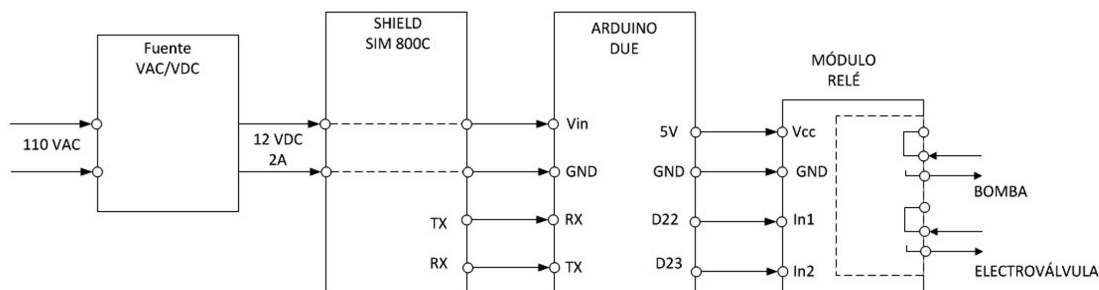 SHIELD
SIM 800C
ARDUINO
DUE
Fuente
VAC/VDC
MÓDULO
RELÉ
110 VAC
12 VDC
2A
Vin
5V
Vcc
GND
GND
GND
BOMBA
TX
RX
D22
In1
RX
TX
D23
In2
ELECTROVÁLVULA